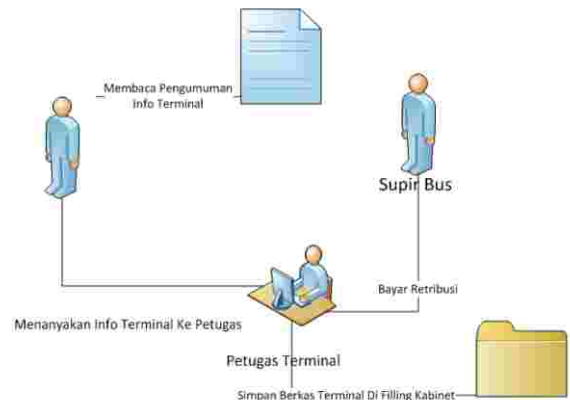 Membaca Pengumuman
Info Terminal
Supir Bus
Bayar Retribusi
Menanyakan Info Terminal Ke Petugas
Petugas Terminal
Simpan Berkas Terminal Di Filling Kabinet